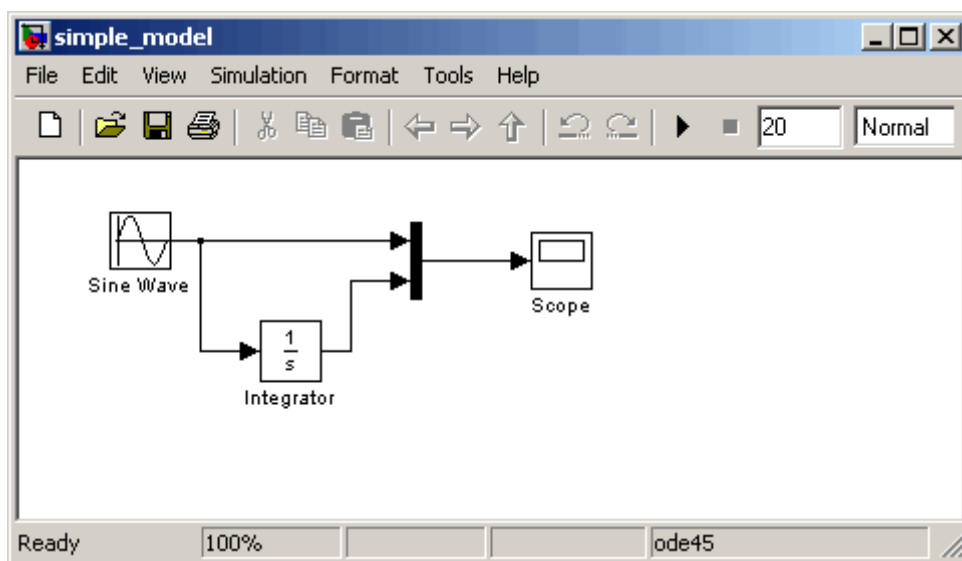 simple_model
File Edit View Simulation Format Tools Help
20 Normal
Sine Wave
Scope
1
s
Integrator
Ready 100% ode45